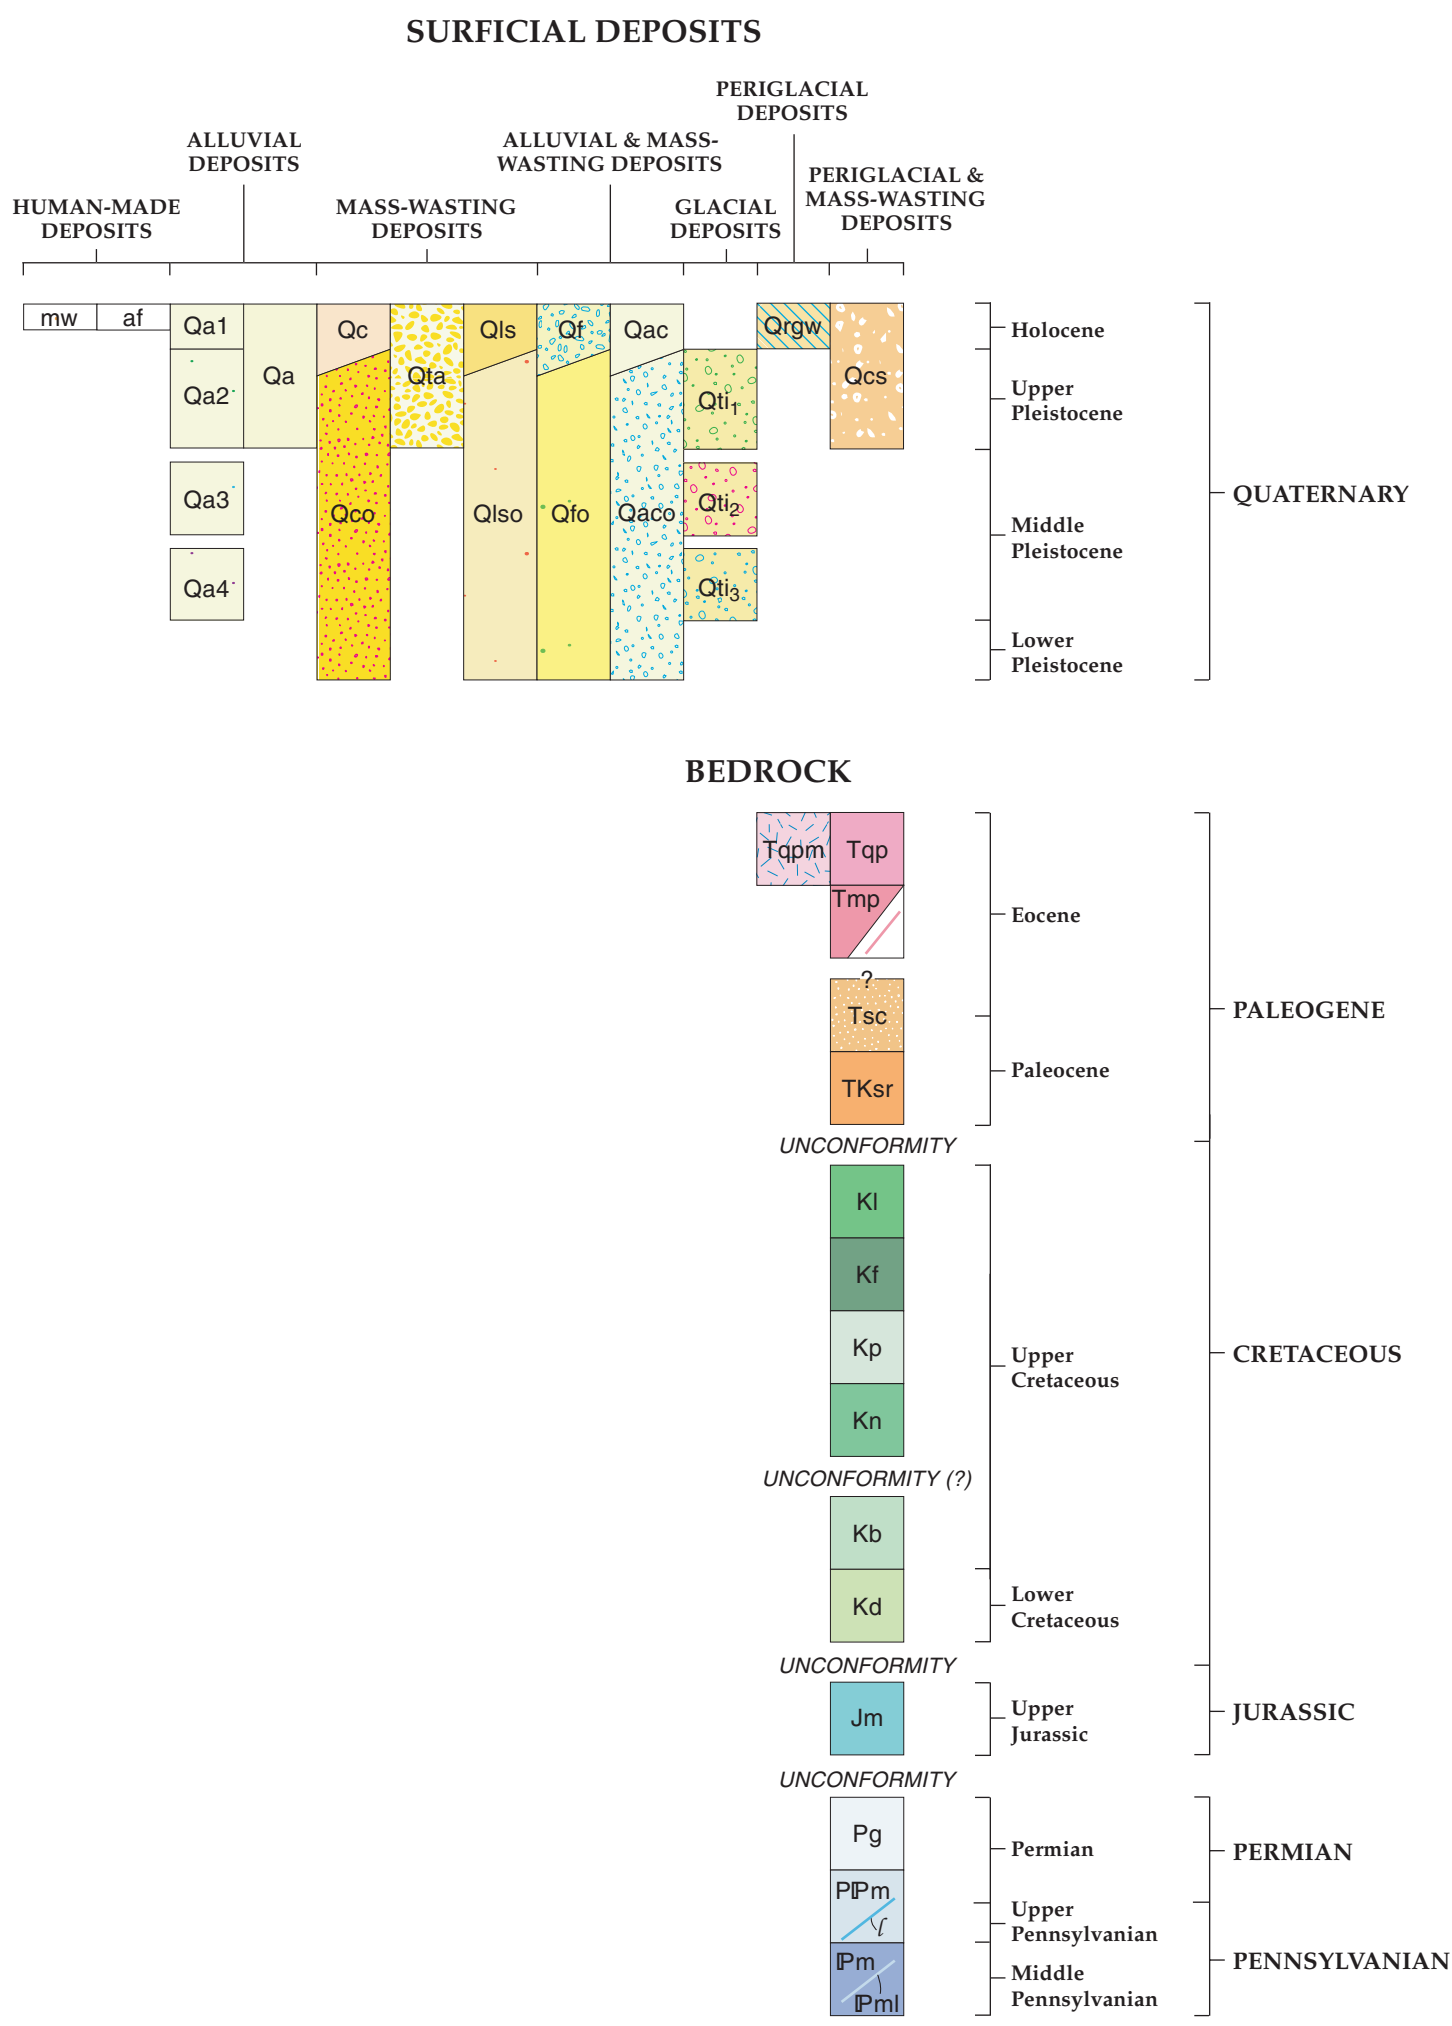 SURFICIAL DEPOSITS
PERIGLACIAL
DEPOSITS
ALLUVIAL
DEPOSITS
ALLUVIAL & MASS-
WASTING DEPOSITS
PERIGLACIAL &
MASS-WASTING
DEPOSITS
HUMAN-MADE
DEPOSITS
MASS-WASTING
DEPOSITS
GLACIAL
DEPOSITS
mw
af
Qa1
Qa2
Qa3
Qa4
Qa
Qc
Qco
Qta
Qls
Qlso
Qf
Qfo
Qac
Qaco
Qti1
Qti2
Qti3
Qrgw
Qcs
Holocene
Upper
Pleistocene
Middle
Pleistocene
Lower
Pleistocene
QUATERNARY
BEDROCK
Tqpm
Tqp
Tmp
?
Tsc
TKsr
Eocene
Paleocene
PALEOGENE
UNCONFORMITY
Kl
Kf
Kp
Kn
UNCONFORMITY (?)
Kb
Kd
Upper
Cretaceous
Lower
Cretaceous
CRETACEOUS
UNCONFORMITY
Jm
Upper
Jurassic
JURASSIC
UNCONFORMITY
Pg
PℙPm
l
ℙm
ℙml
Permian
Upper
Pennsylvanian
Middle
Pennsylvanian
PERMIAN
PENNSYLVANIAN